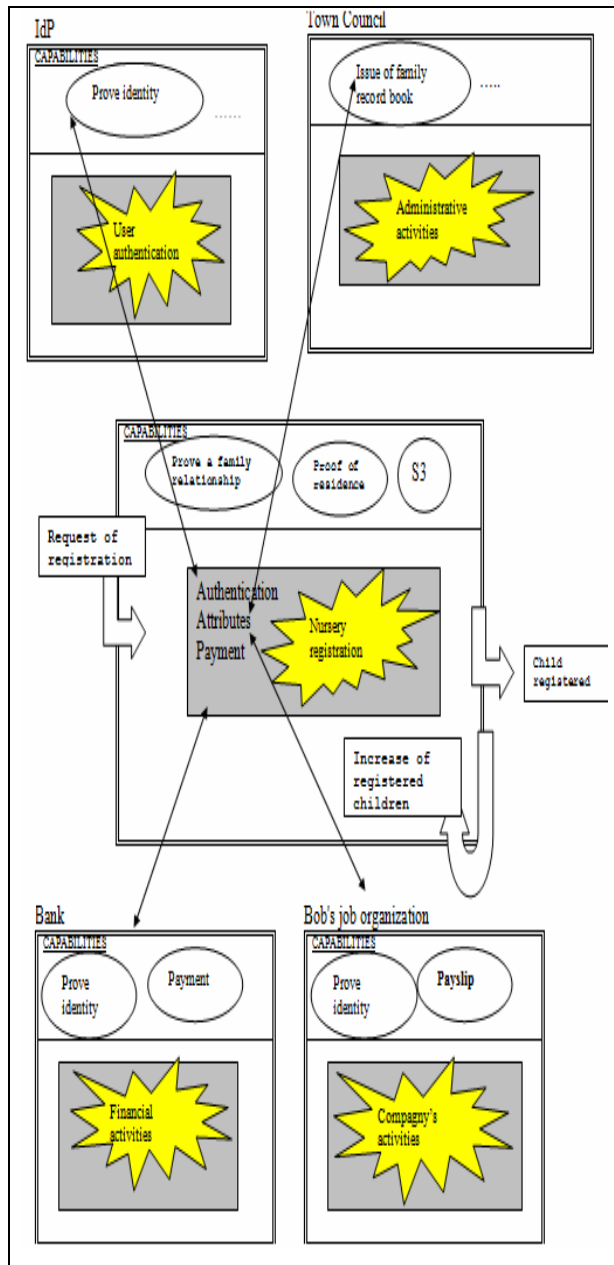 IdP
CAPABILITIES
Prove identity
......
User
authentication
Town Council
Issue of family
record book
.....
Administrative
activities
CAPABILITIES
Prove a family
relationship
Proof of
residence
S3
Request of
registration
Authentication
Attributes
Payment
Nursery
registration
Child
registered
Increase of
registered
children
Bank
CAPABILITIES
Prove
identity
Payment
Financial
activities
Bob's job organization
CAPABILITIES
Prove
identity
Payslip
Compagny's
activities